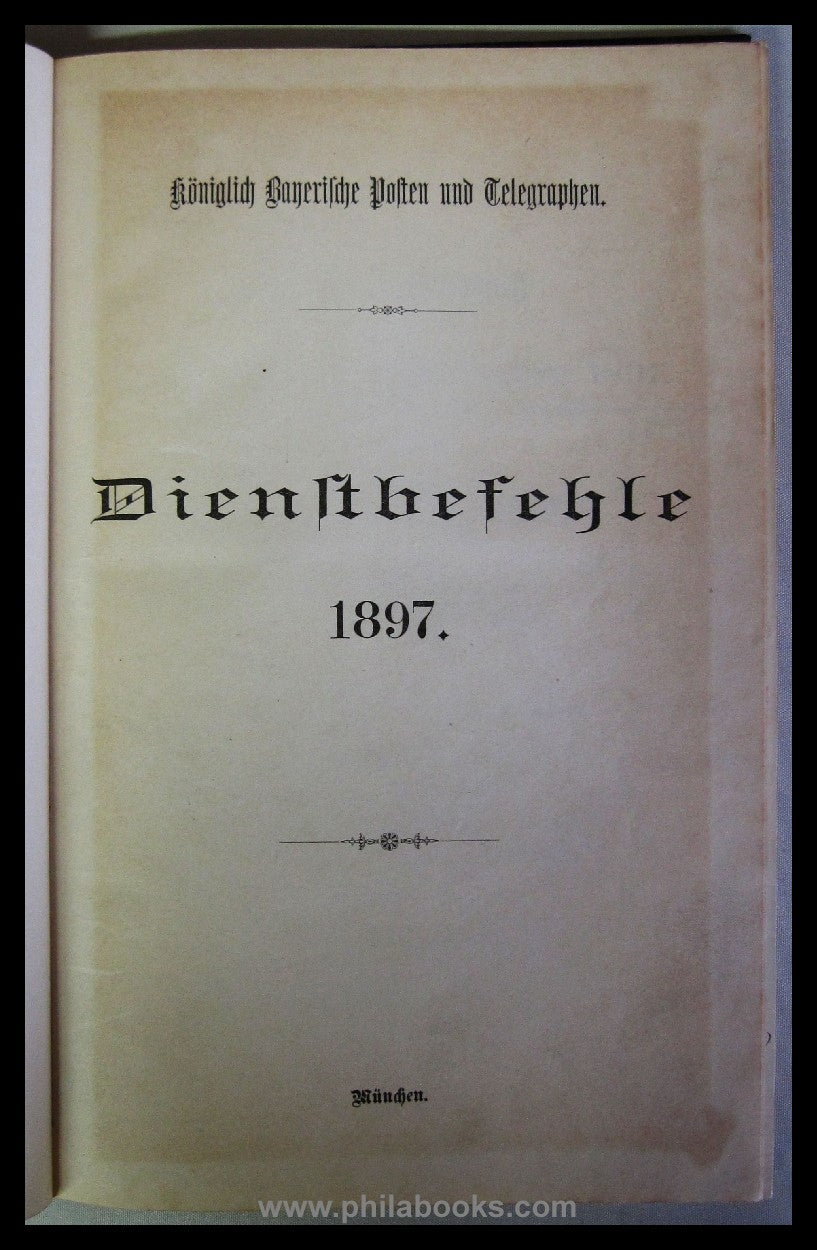 Königlich Bayerische Posten und Telegraphen.
Dienstbefehle
1897.
München.
www.philabooks.com